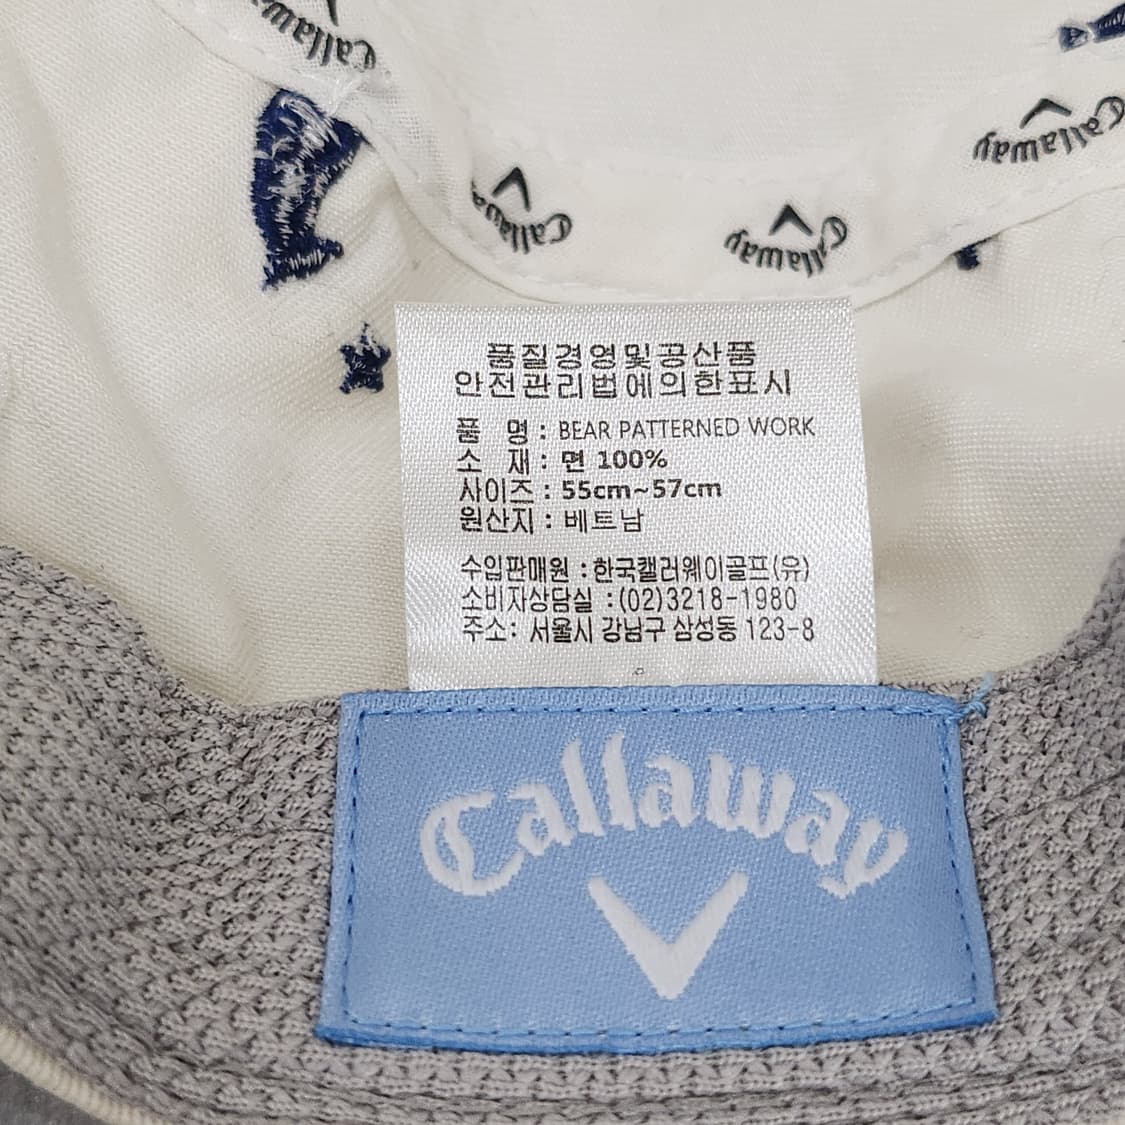 Callaway
Callaway
Callaway
Callaway
품질경영및공산품
안전관리법에의한표시
품 명 : BEAR PATTERNED WORK
소 재 : 면 100%
사이즈 : 55cm~57cm
원산지 : 베트남
수입판매원 : 한국캘러웨이골프(유)
소비자상담실 : (02)3218-1980
주소: 서울시 강남구 삼성동 123-8
Callaway